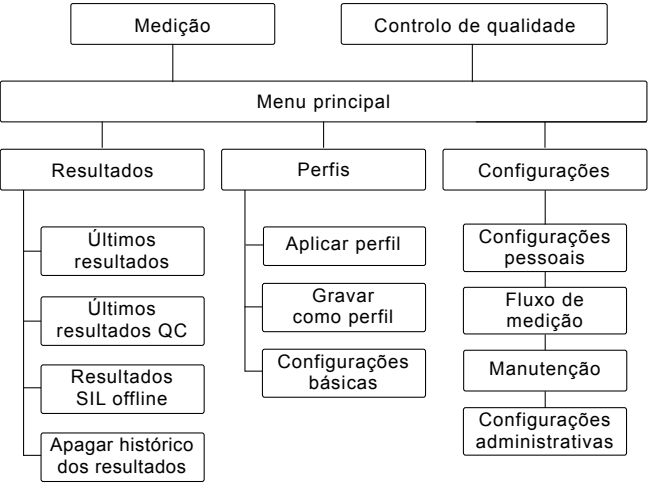 Medição
Controlo de qualidade
Menu principal
Resultados
Perfis
Configurações
Últimos
resultados
Últimos
resultados QC
Resultados
SIL offline
Apagar histórico
dos resultados
Aplicar perfil
Gravar
como perfil
Configurações
básicas
Configurações
pessoais
Fluxo de
medição
Manutenção
Configurações
administrativas